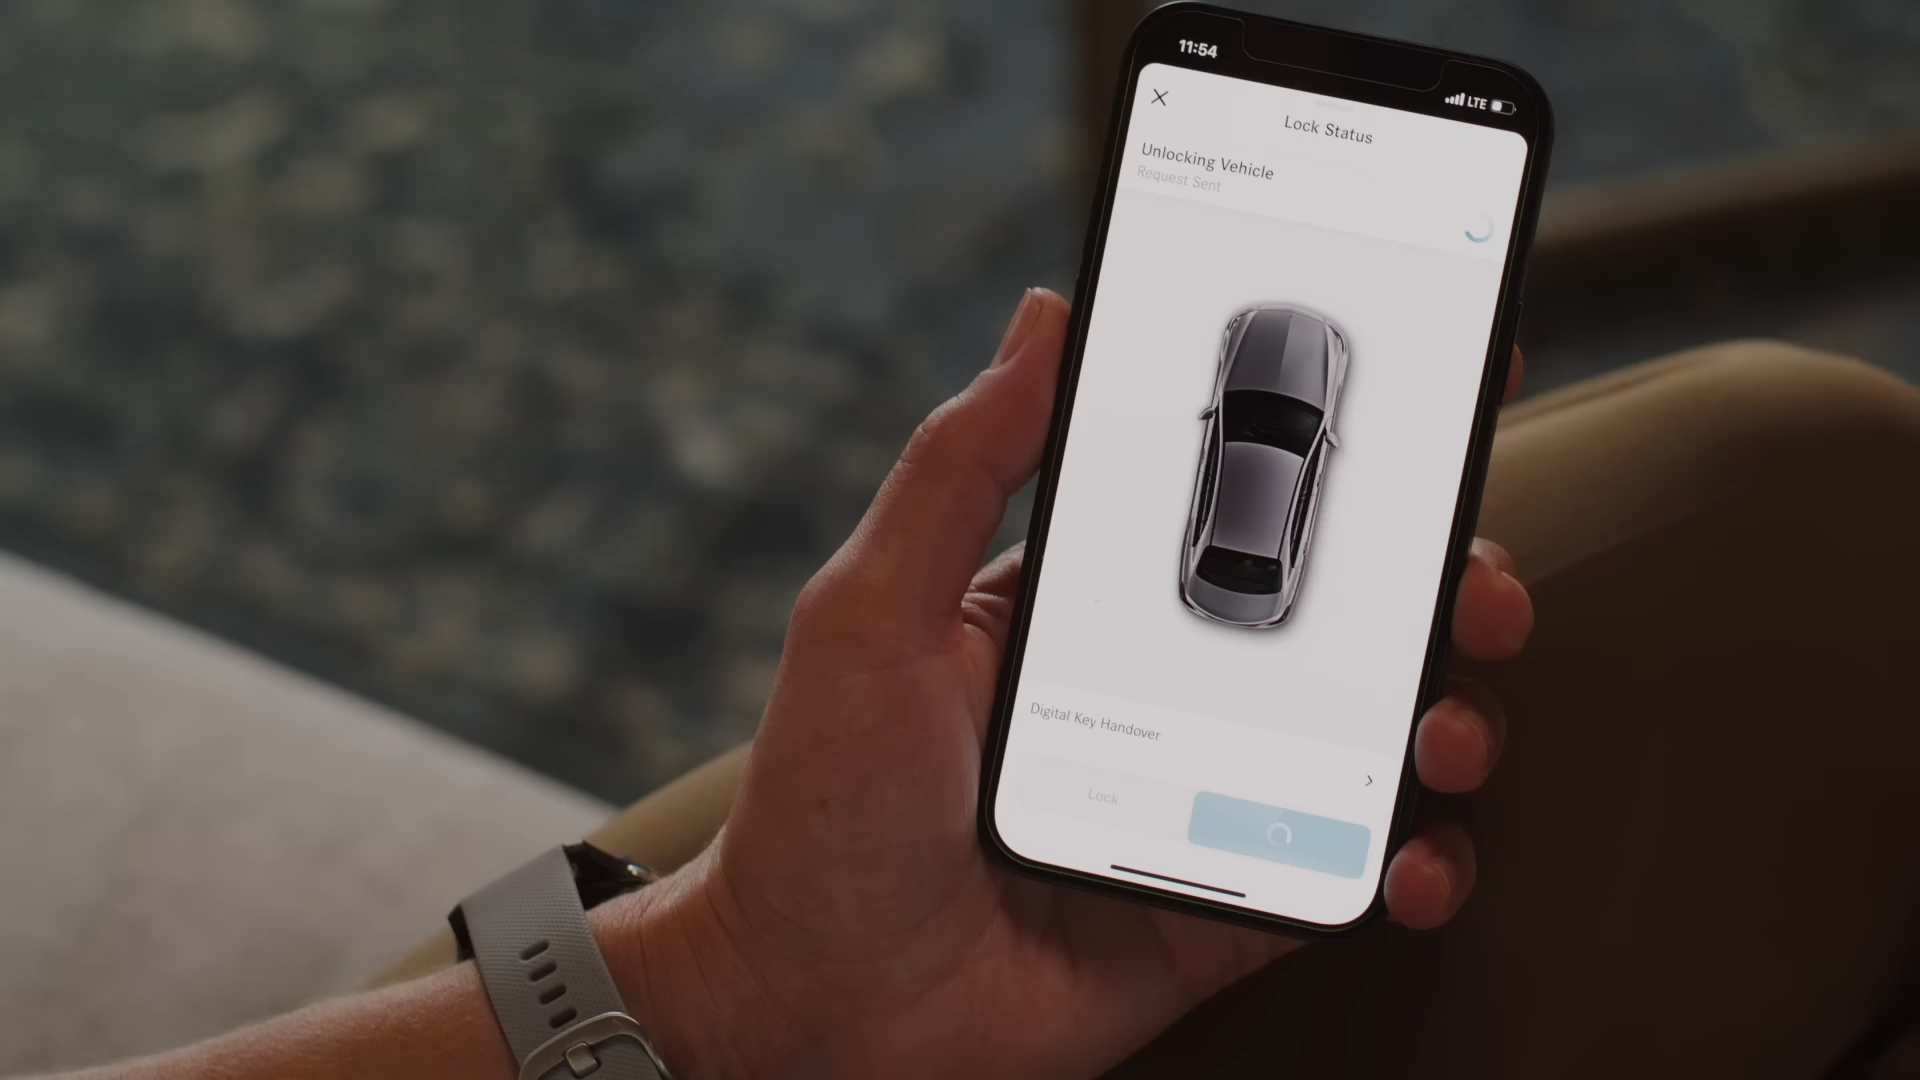 11:54
LTE
Lock Status
Unlocking Vehicle
Request Sent
Digital Key Handover
Lock